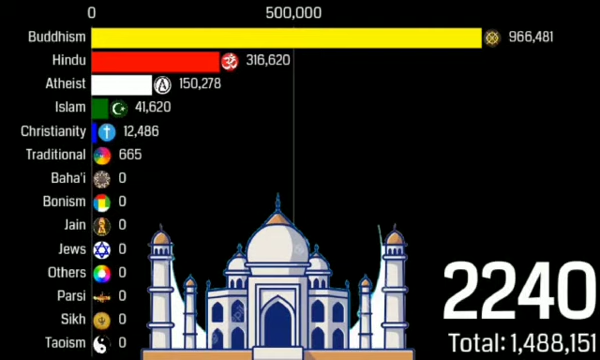 0 500,000
Buddhism 966,481
Hindu 316,620
Atheist 150,278
Islam 41,620
Christianity 12,486
Traditional 665
Baha'i 0
Bonism 0
Jain 0
Jews 0
Others 0
Parsi 0
Sikh 0
Taoism 0
2240
Total: 1,488,151